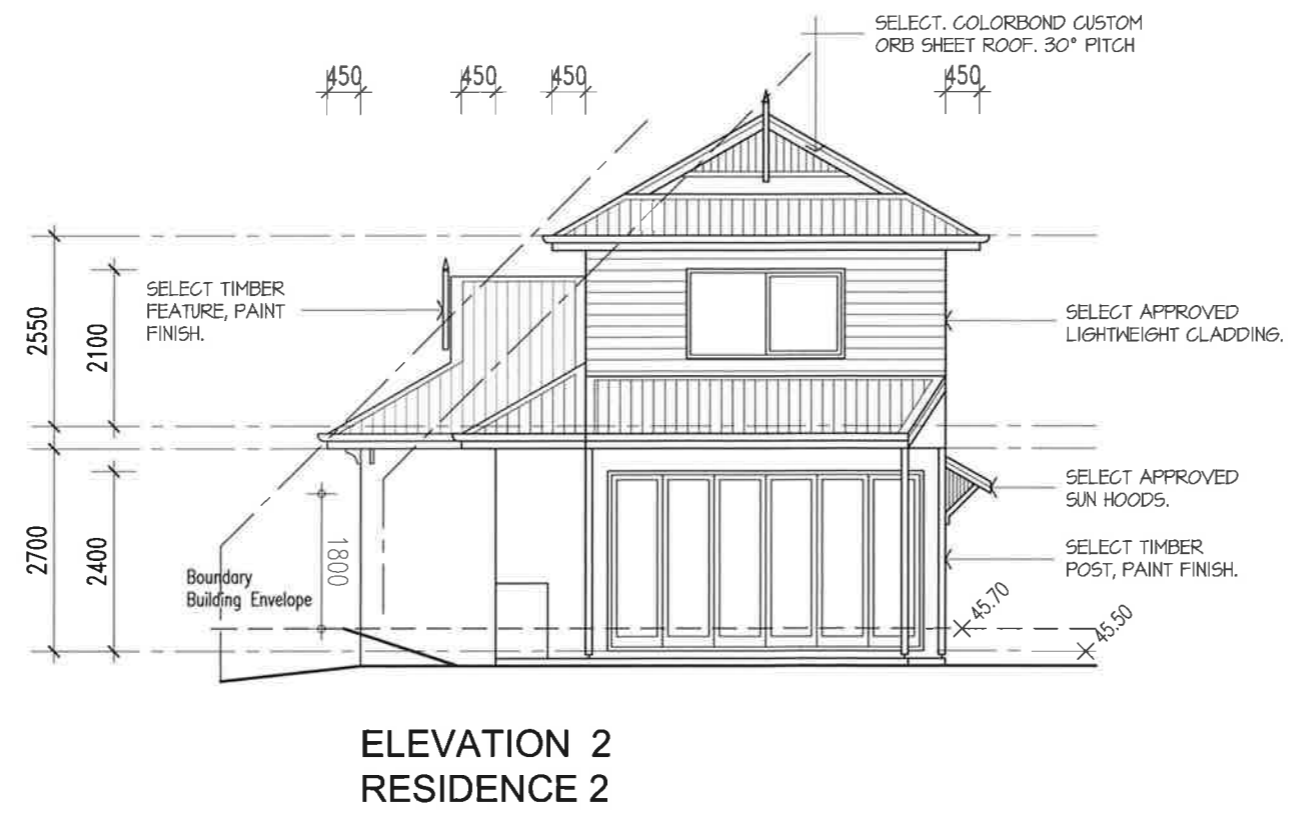 SELECT. COLORBOND CUSTOM
ORB SHEET ROOF. 30° PITCH
450
450
450
450
SELECT TIMBER
FEATURE, PAINT
FINISH.
2550
2100
SELECT APPROVED
LIGHTWEIGHT CLADDING.
SELECT APPROVED
SUN HOODS.
2700
2400
1800
SELECT TIMBER
POST, PAINT FINISH.
Boundary
Building Envelope
45.70
45.50
ELEVATION 2
RESIDENCE 2